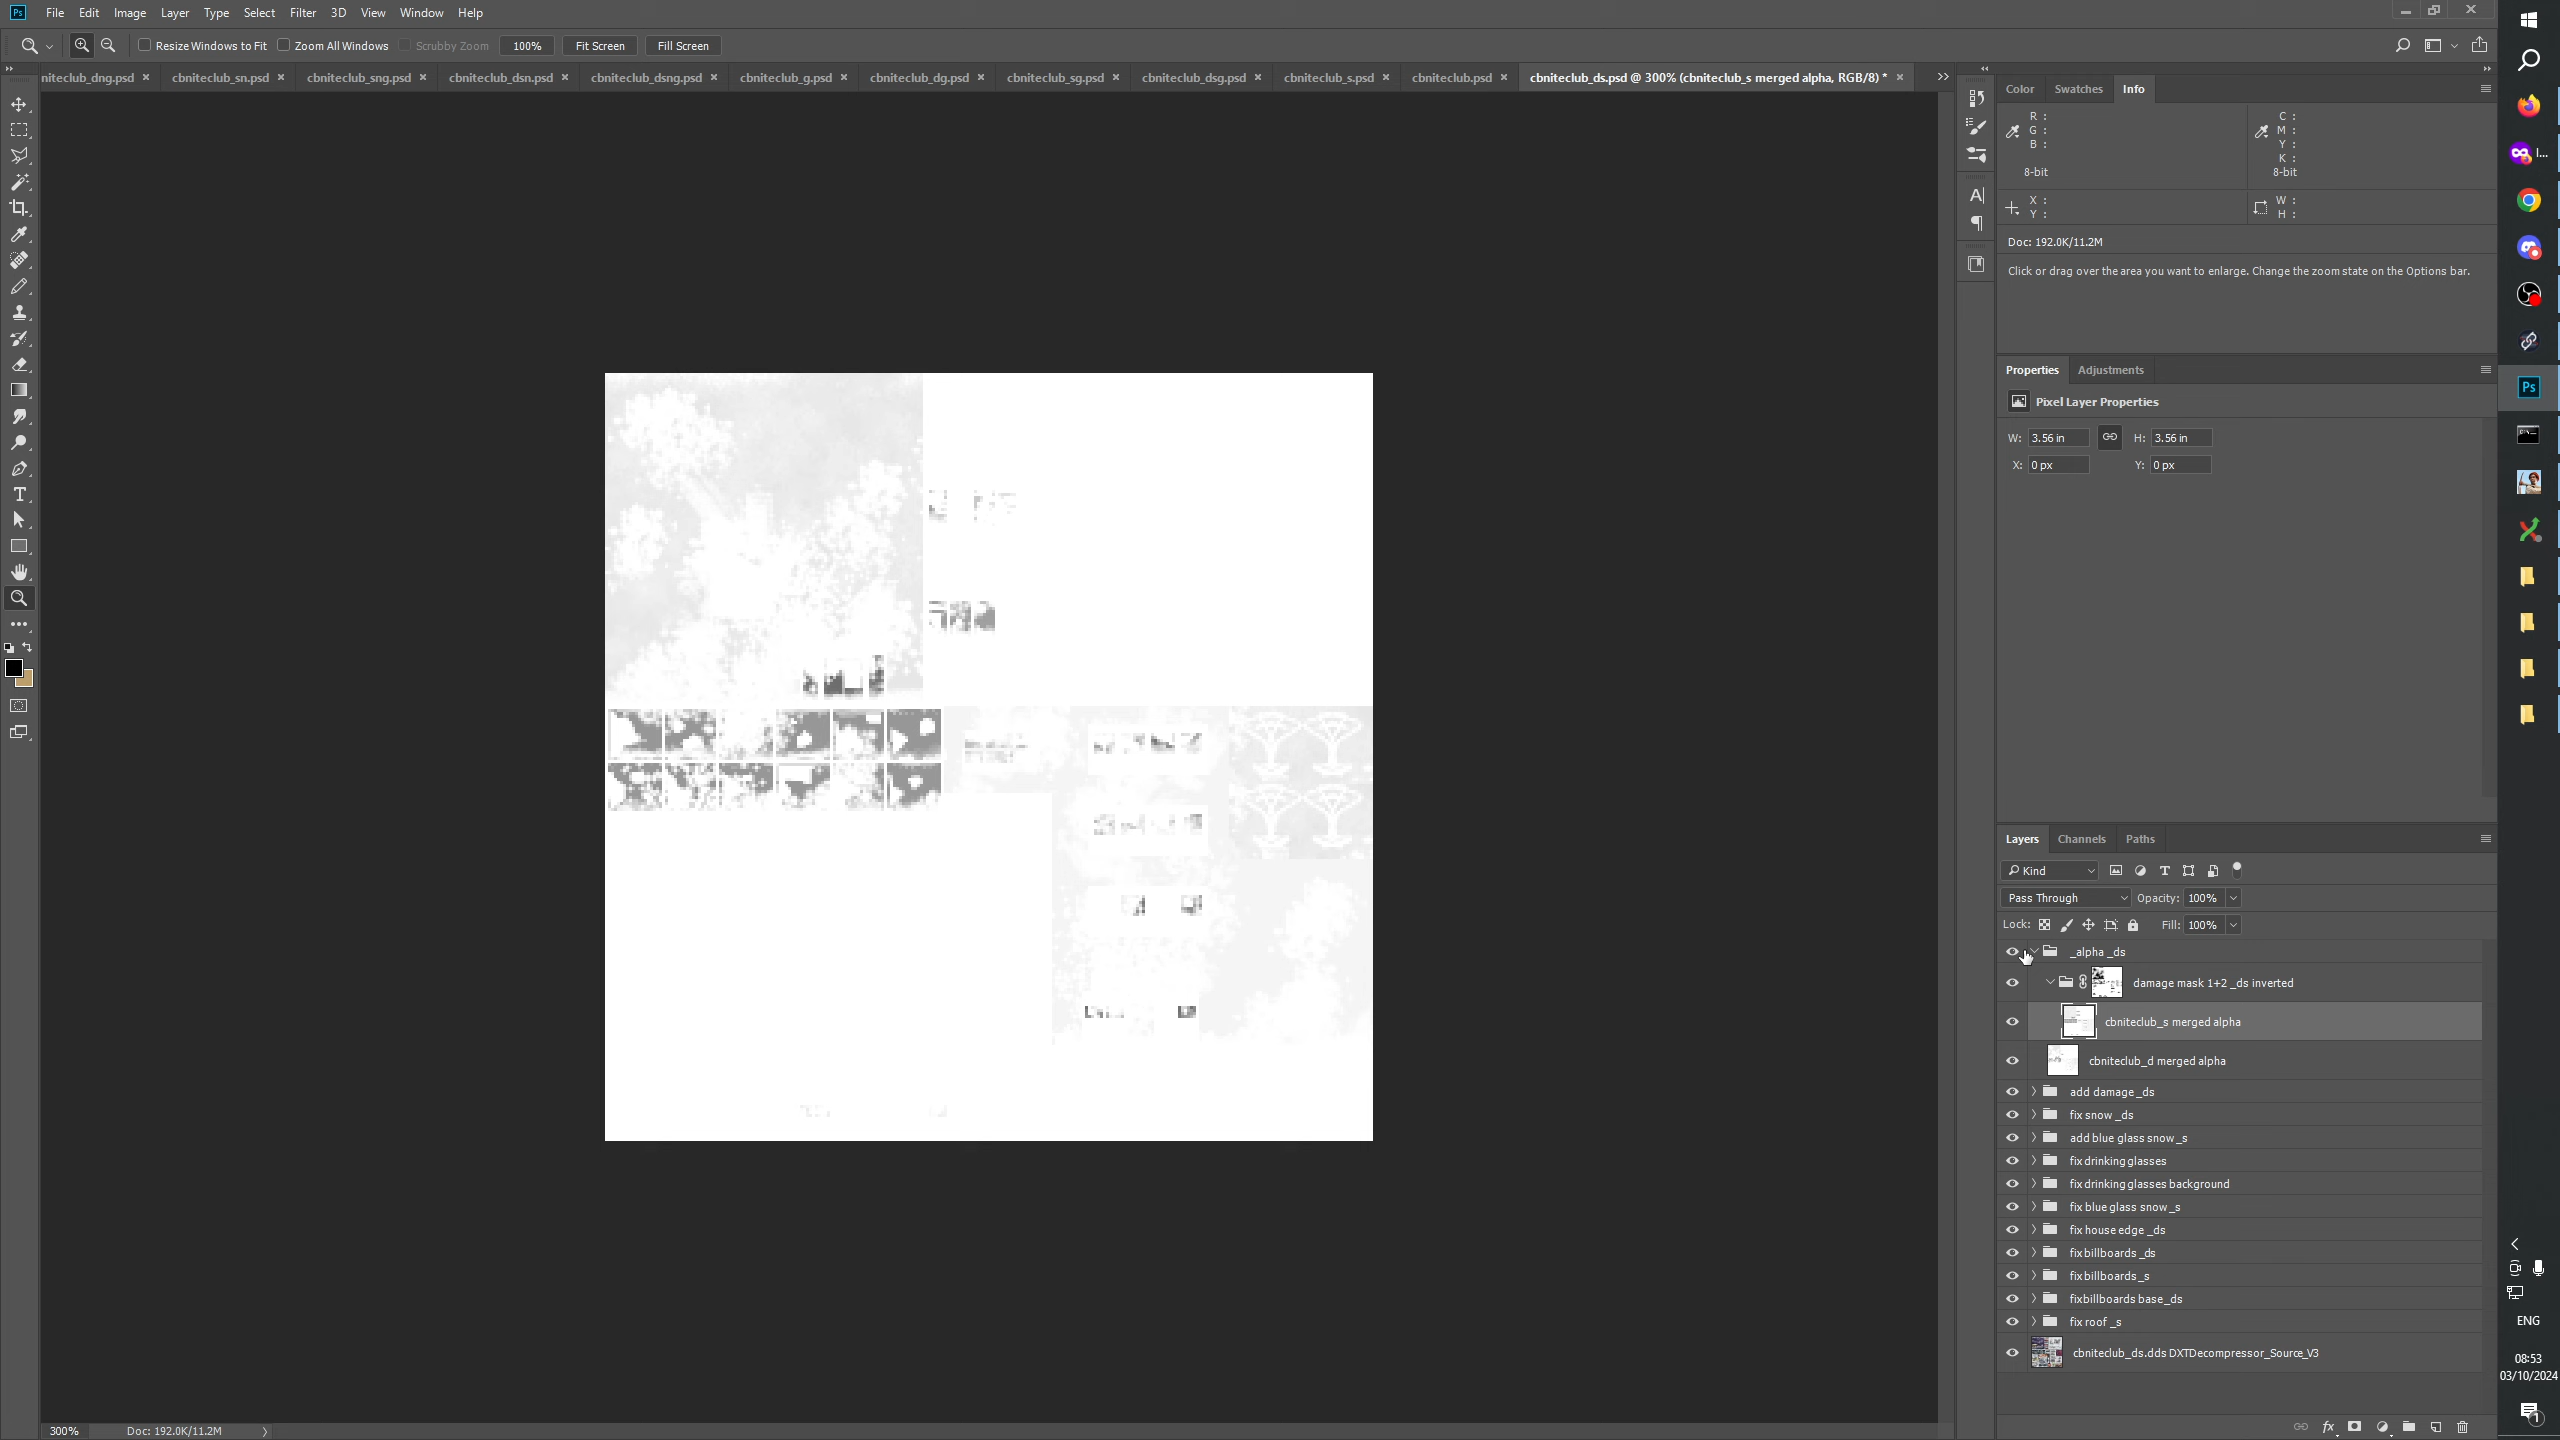 Ps File Edit Image Layer Type Select Filter 3D View Window Help
Resize Windows to Fit Zoom All Windows Scrubby Zoom 100% Fit Screen Fill Screen
niteclub_dng.psd cbniteclub_sn.psd cbniteclub_sng.psd cbniteclub_dsn.psd cbniteclub_dsng.psd cbniteclub_g.psd cbniteclub_dg.psd cbniteclub_sg.psd cbniteclub_dsg.psd cbniteclub_s.psd cbniteclub.psd cbniteclub_ds.psd @ 300% (cbniteclub_s merged alpha, RGB/8) *
Color Swatches Info
R : C :
G : M :
B : Y :
K :
8-bit 8-bit
X : W :
Y : H :
Doc: 192.0K/11.2M
Click or drag over the area you want to enlarge. Change the zoom state on the Options bar.
Properties Adjustments
Pixel Layer Properties
W: 3.56 in H: 3.56 in
X: 0 px Y: 0 px
Layers Channels Paths
Kind
Pass Through Opacity: 100%
Lock: Fill: 100%
_alpha _ds
damage mask 1+2 _ds inverted
cbniteclub_s merged alpha
cbniteclub_d merged alpha
add damage _ds
fix snow _ds
add blue glass snow _s
fix drinking glasses
fix drinking glasses background
fix blue glass snow _s
fix house edge _ds
fix billboards _ds
fix billboards _s
fix billboards base _ds
fix roof _s
cbniteclub_ds.dds DXTDecompressor_Source_V3
300% Doc: 192.0K/11.2M
I...
Ps
ENG
08:53
03/10/2024
1